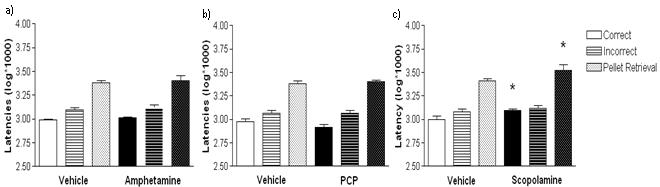 a)
b)
c)
Latencies (log*1000)
4.00
3.75
3.50
3.25
3.00
2.75
2.50
Vehicle Amphetamine
Latencies (log*1000)
4.00
3.75
3.50
3.25
3.00
2.75
2.50
Vehicle PCP
Latency (log*1000)
4.00
3.75
3.50
3.25
3.00
2.75
2.50
*
*
Vehicle Scopolamine
Correct
Incorrect
Pellet Retrieval